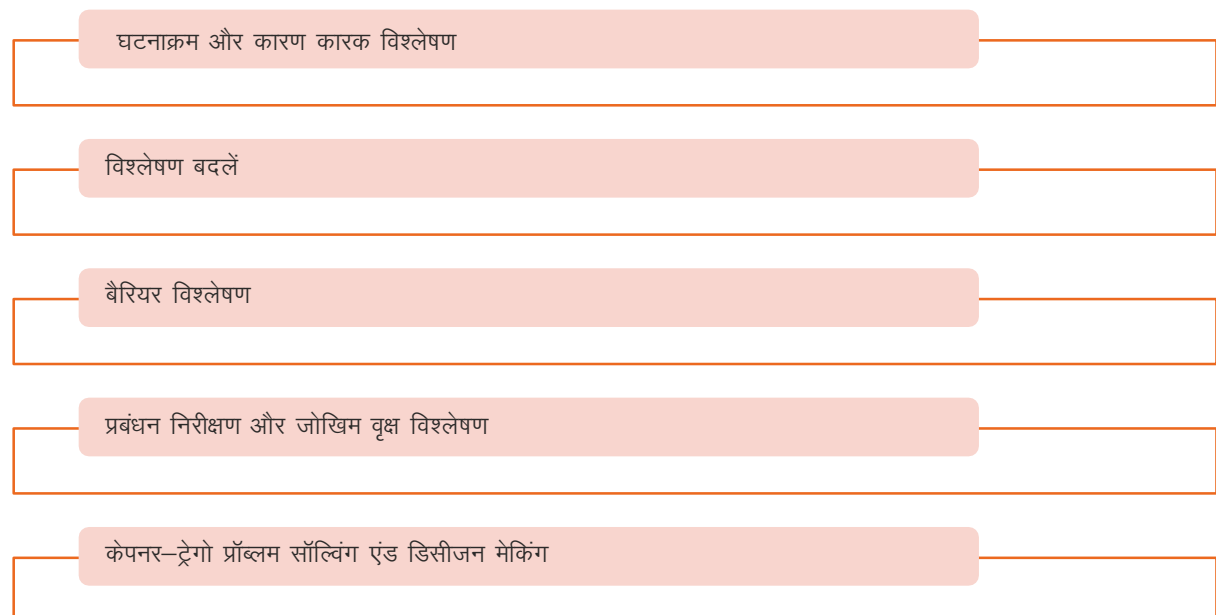 घटनाक्रम और कारण कारक विश्लेषण
विश्लेषण बदलें
बैरियर विश्लेषण
प्रबंधन निरीक्षण और जोखिम वृक्ष विश्लेषण
केपनर–ट्रेगो प्रॉब्लम सॉल्विंग एंड डिसीजन मेकिंग